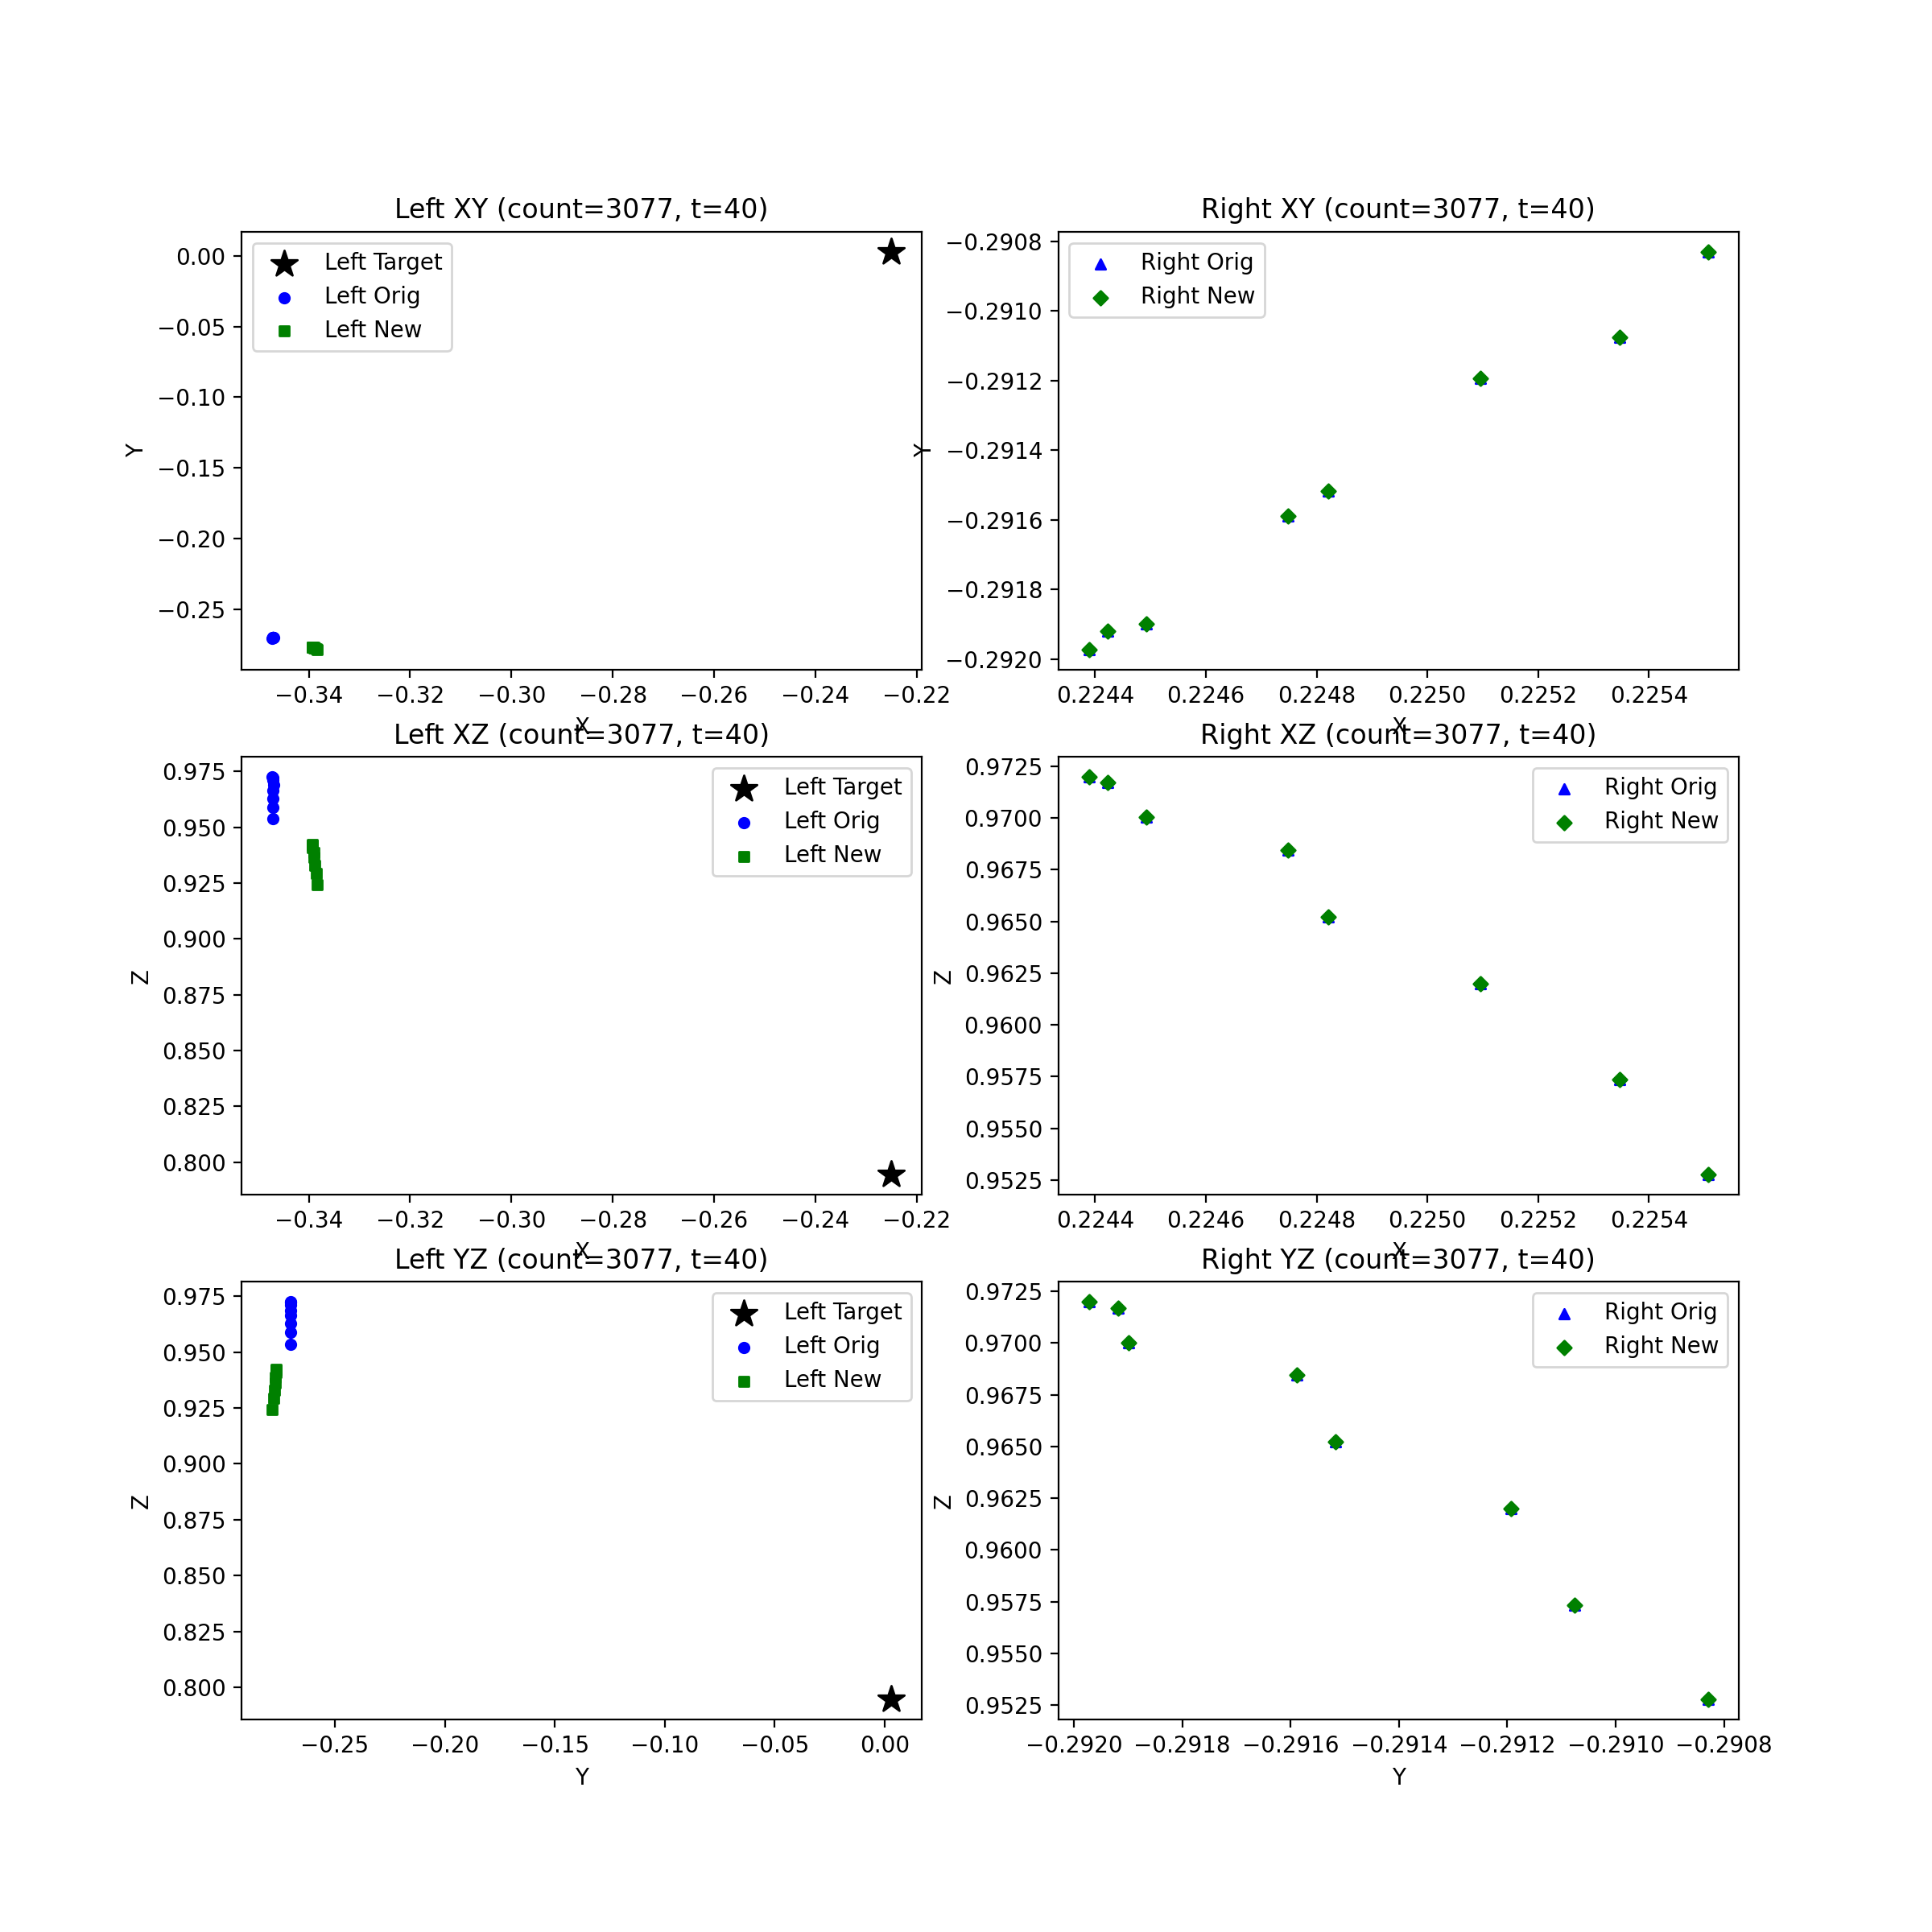 Left XY (count=3077, t=40)
Left Target
Left Orig
Left New
0.00
−0.05
−0.10
−0.15
−0.20
−0.25
Y
−0.34 −0.32 −0.30 −0.28 −0.26 −0.24 −0.22
X
Right XY (count=3077, t=40)
Right Orig
Right New
−0.2908
−0.2910
−0.2912
−0.2914
−0.2916
−0.2918
−0.2920
Y
0.2244 0.2246 0.2248 0.2250 0.2252 0.2254
X
Left XZ (count=3077, t=40)
Left Target
Left Orig
Left New
0.975
0.950
0.925
0.900
0.875
0.850
0.825
0.800
Z
−0.34 −0.32 −0.30 −0.28 −0.26 −0.24 −0.22
X
Right XZ (count=3077, t=40)
Right Orig
Right New
0.9725
0.9700
0.9675
0.9650
0.9625
0.9600
0.9575
0.9550
0.9525
Z
0.2244 0.2246 0.2248 0.2250 0.2252 0.2254
X
Left YZ (count=3077, t=40)
Left Target
Left Orig
Left New
0.975
0.950
0.925
0.900
0.875
0.850
0.825
0.800
Z
−0.25 −0.20 −0.15 −0.10 −0.05 0.00
Y
Right YZ (count=3077, t=40)
Right Orig
Right New
0.9725
0.9700
0.9675
0.9650
0.9625
0.9600
0.9575
0.9550
0.9525
Z
−0.2920 −0.2918 −0.2916 −0.2914 −0.2912 −0.2910 −0.2908
Y